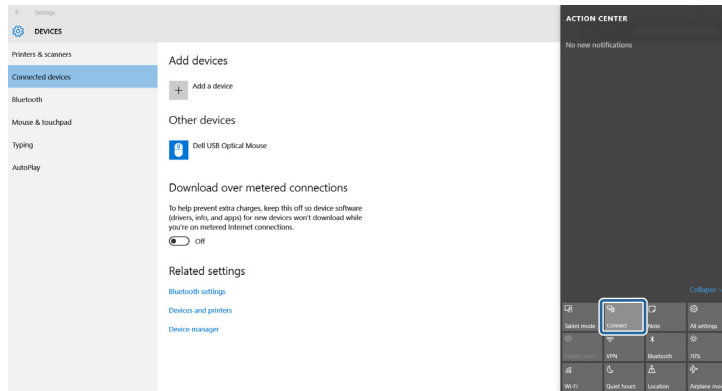 Settings
DEVICES
Printers & scanners
Connected devices
Bluetooth
Mouse & touchpad
Typing
AutoPlay
Add devices
Add a device
Other devices
Dell USB Optical Mouse
Download over metered connections
To help prevent extra charges, keep this off so device software
(drivers, info, and apps) for new devices won't download while
you're on metered Internet connections.
Off
Related settings
Bluetooth settings
Devices and printers
Device manager
ACTION CENTER
No new notifications
Collapse
Tablet mode Connect Note All settings
Battery saver VPN Bluetooth 70%
Wi-Fi Quiet hours Location Airplane mo